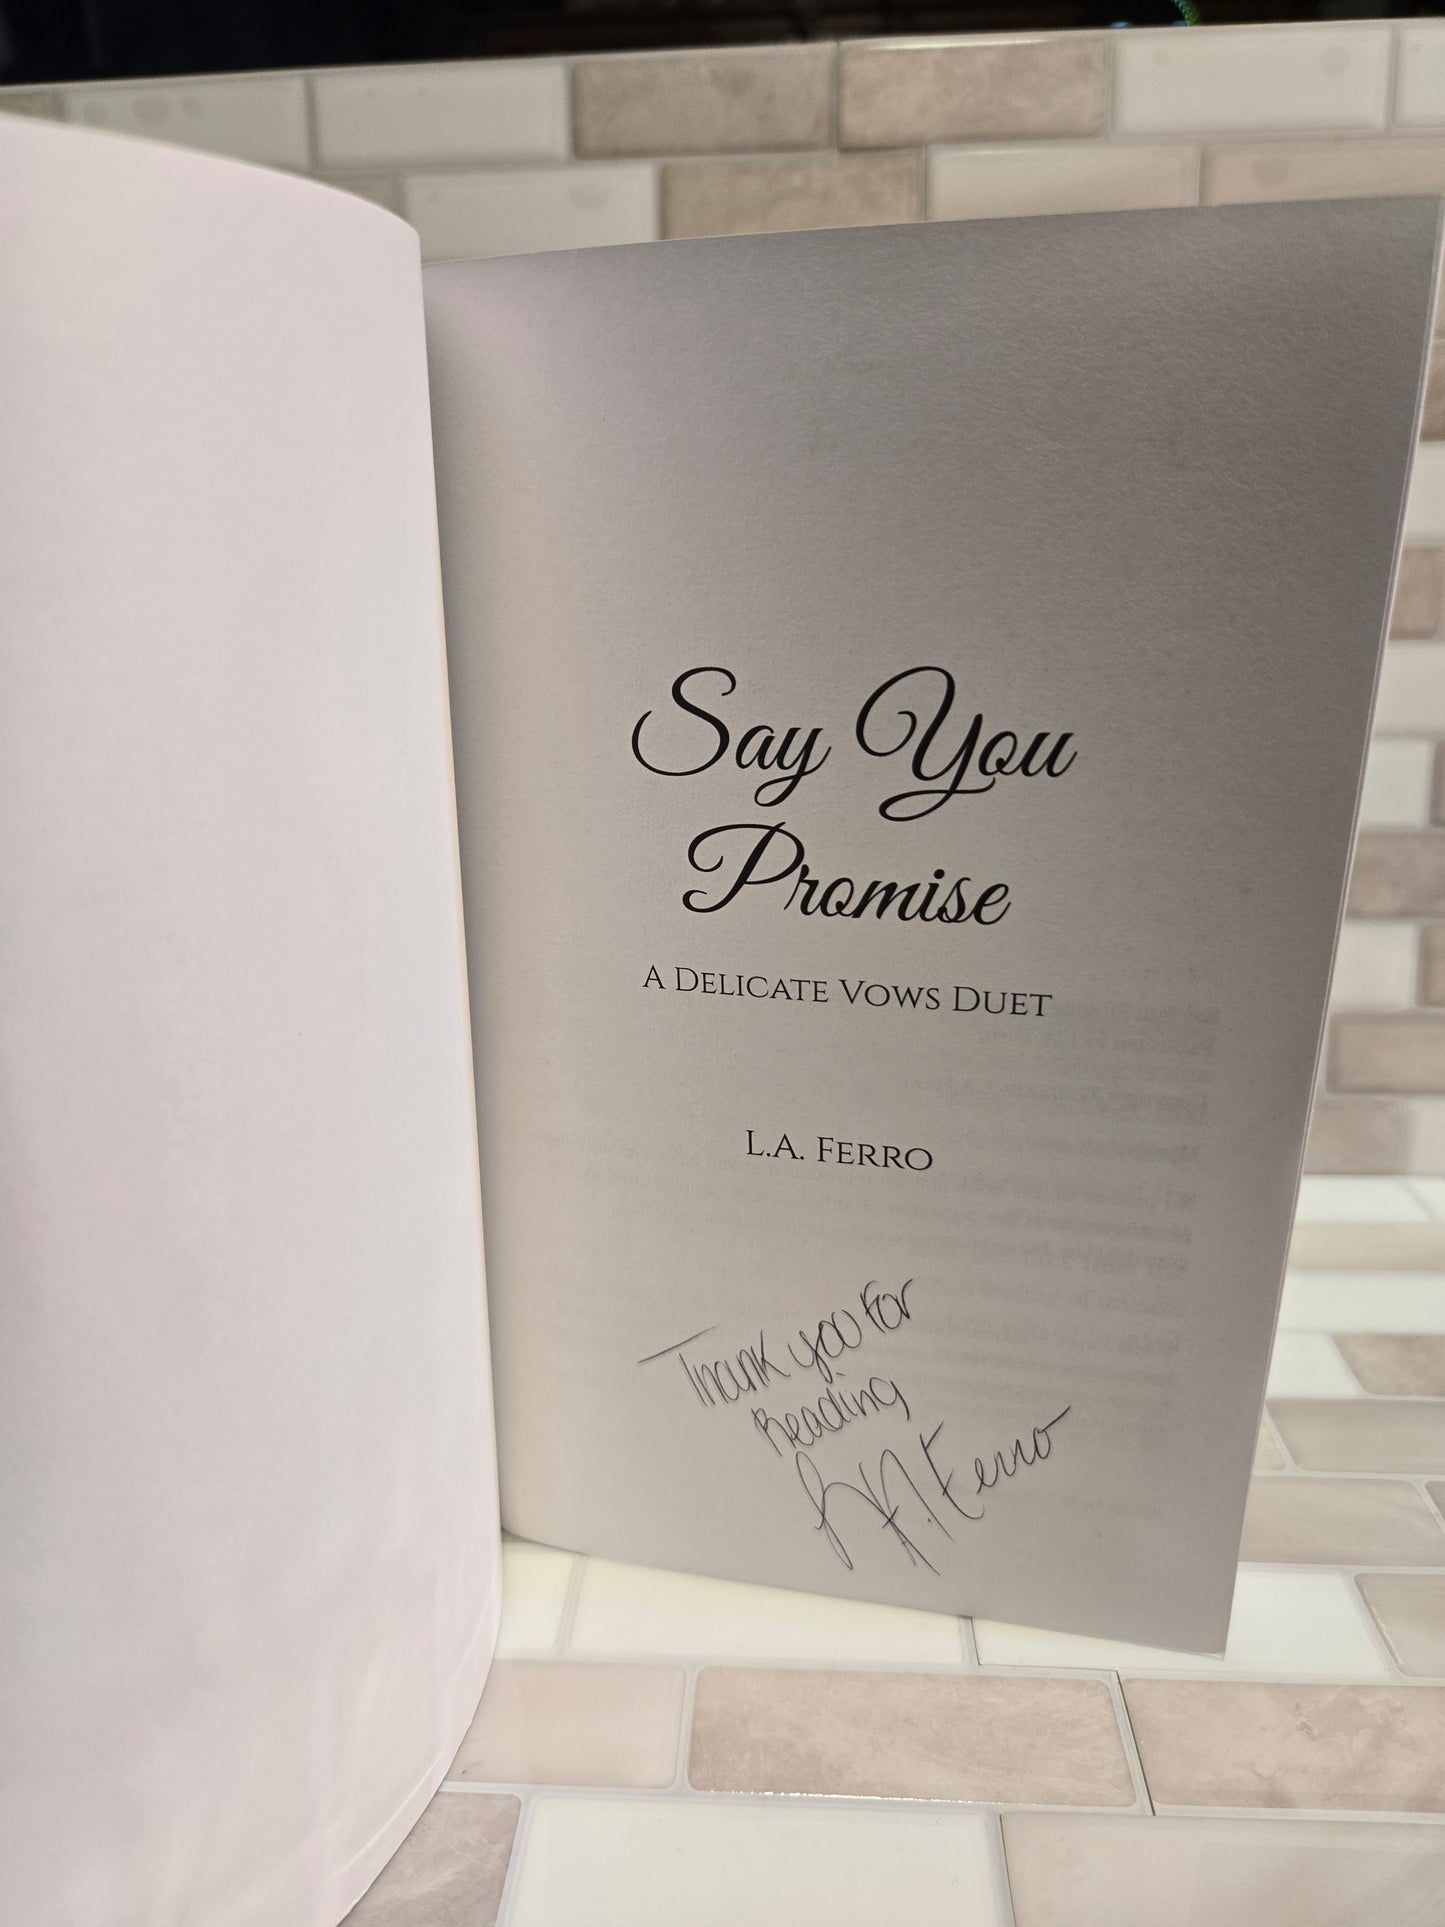 Say You
Promise
A DELICATE VOWS DUET
L.A. FERRO
Thank you For
Reading
L.A. Ferro